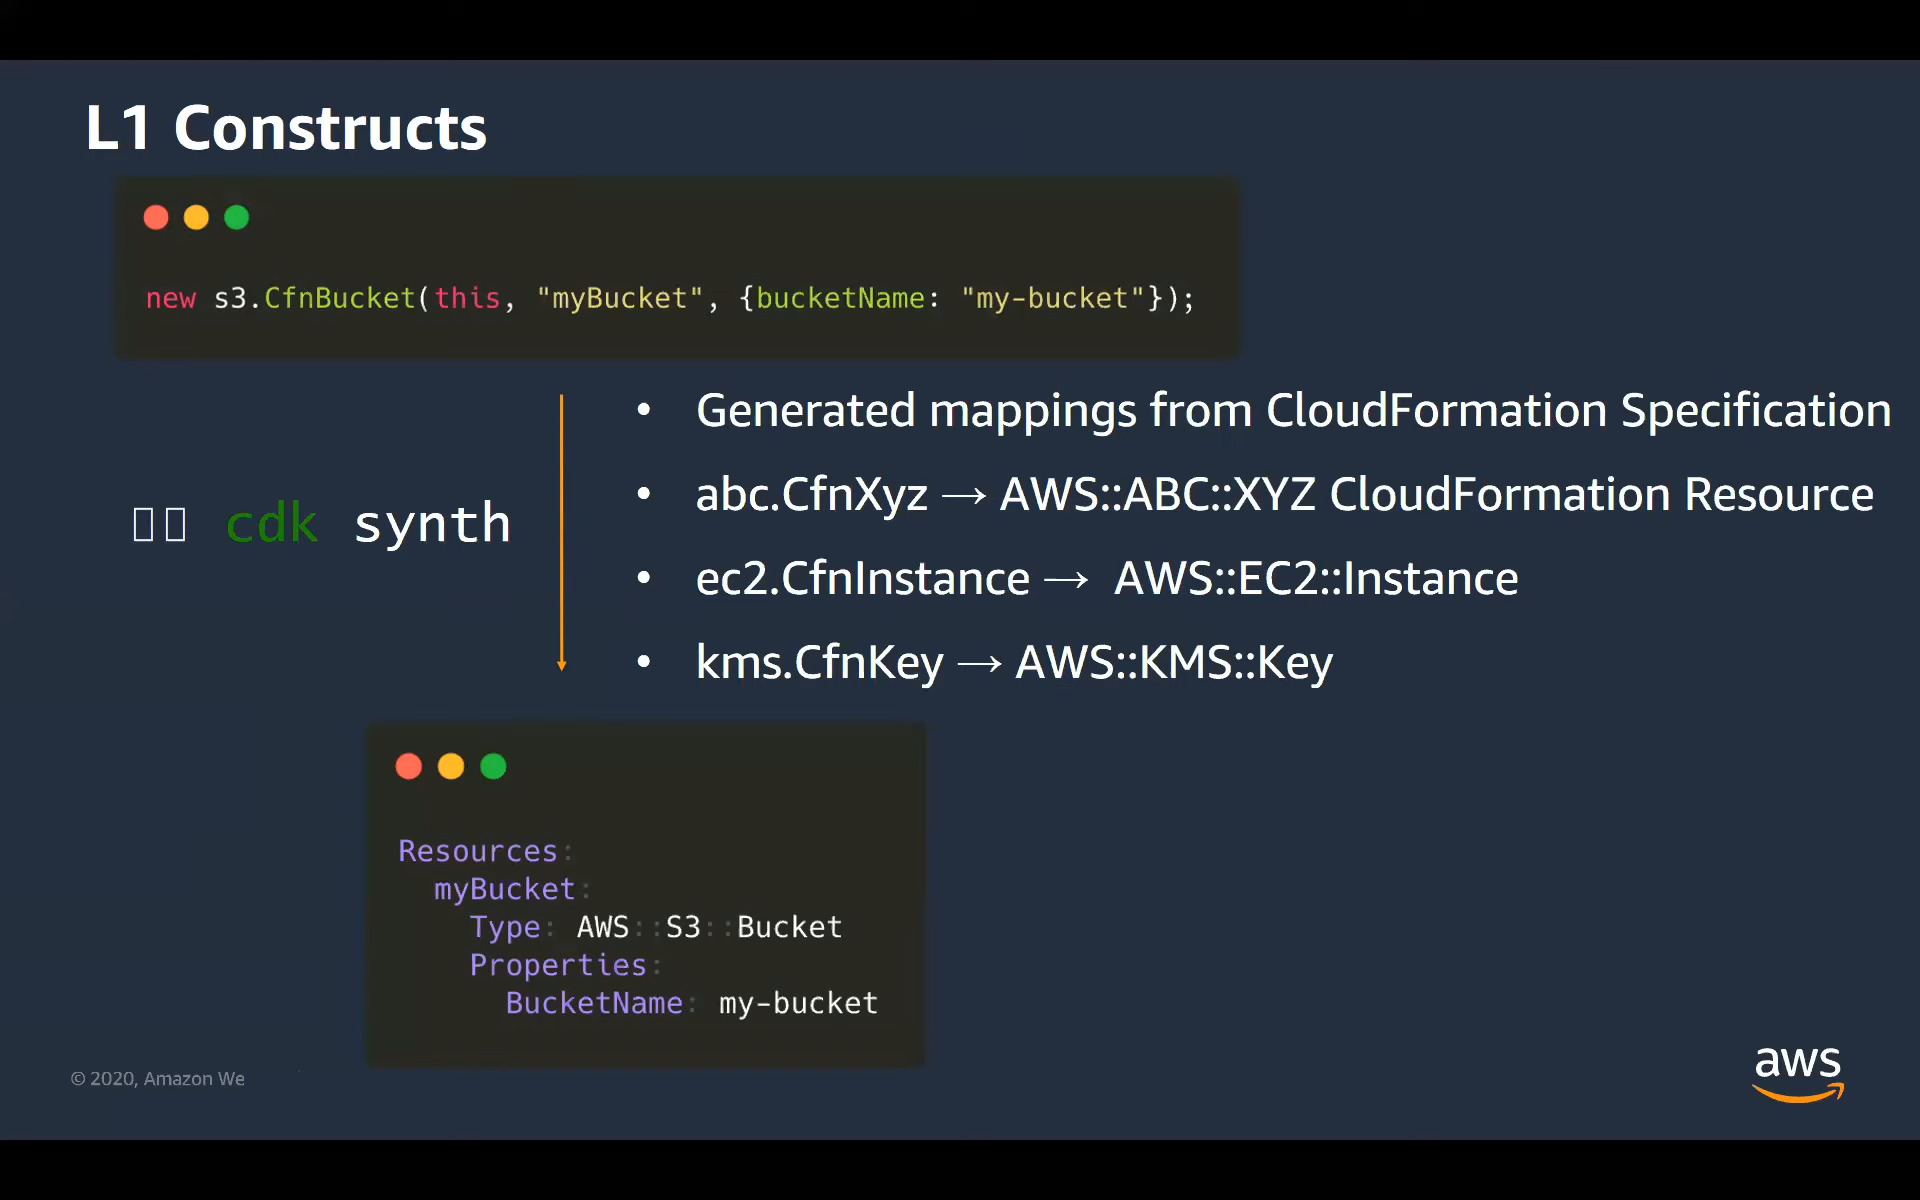 L1 Constructs
new s3.CfnBucket(this, "myBucket", {bucketName: "my-bucket"});
• Generated mappings from CloudFormation Specification
• abc.CfnXyz → AWS::ABC::XYZ CloudFormation Resource
cdk synth
• ec2.CfnInstance → AWS::EC2::Instance
• kms.CfnKey → AWS::KMS::Key
Resources:
myBucket:
Type: AWS::S3::Bucket
Properties:
BucketName: my-bucket
© 2020, Amazon We
aws